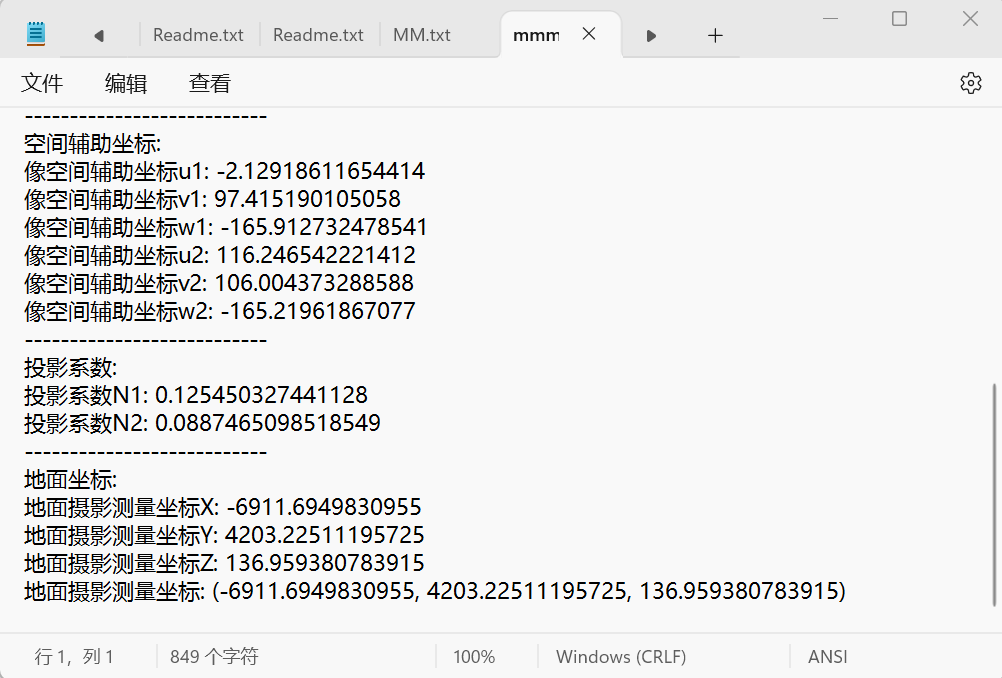 Readme.txt Readme.txt MM.txt mmm
文件 编辑 查看
---------------------------
空间辅助坐标:
像空间辅助坐标u1: -2.12918611654414
像空间辅助坐标v1: 97.415190105058
像空间辅助坐标w1: -165.912732478541
像空间辅助坐标u2: 116.246542221412
像空间辅助坐标v2: 106.004373288588
像空间辅助坐标w2: -165.21961867077
---------------------------
投影系数:
投影系数N1: 0.125450327441128
投影系数N2: 0.0887465098518549
---------------------------
地面坐标:
地面摄影测量坐标X: -6911.6949830955
地面摄影测量坐标Y: 4203.22511195725
地面摄影测量坐标Z: 136.959380783915
地面摄影测量坐标: (-6911.6949830955, 4203.22511195725, 136.959380783915)
行 1，列 1 849 个字符 100% Windows (CRLF) ANSI